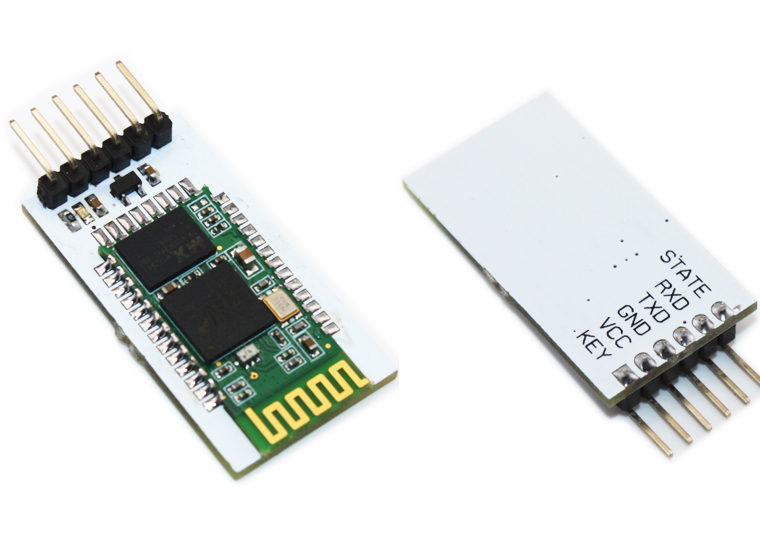 STATE
RXD
TXD
GND
VCC
KEY